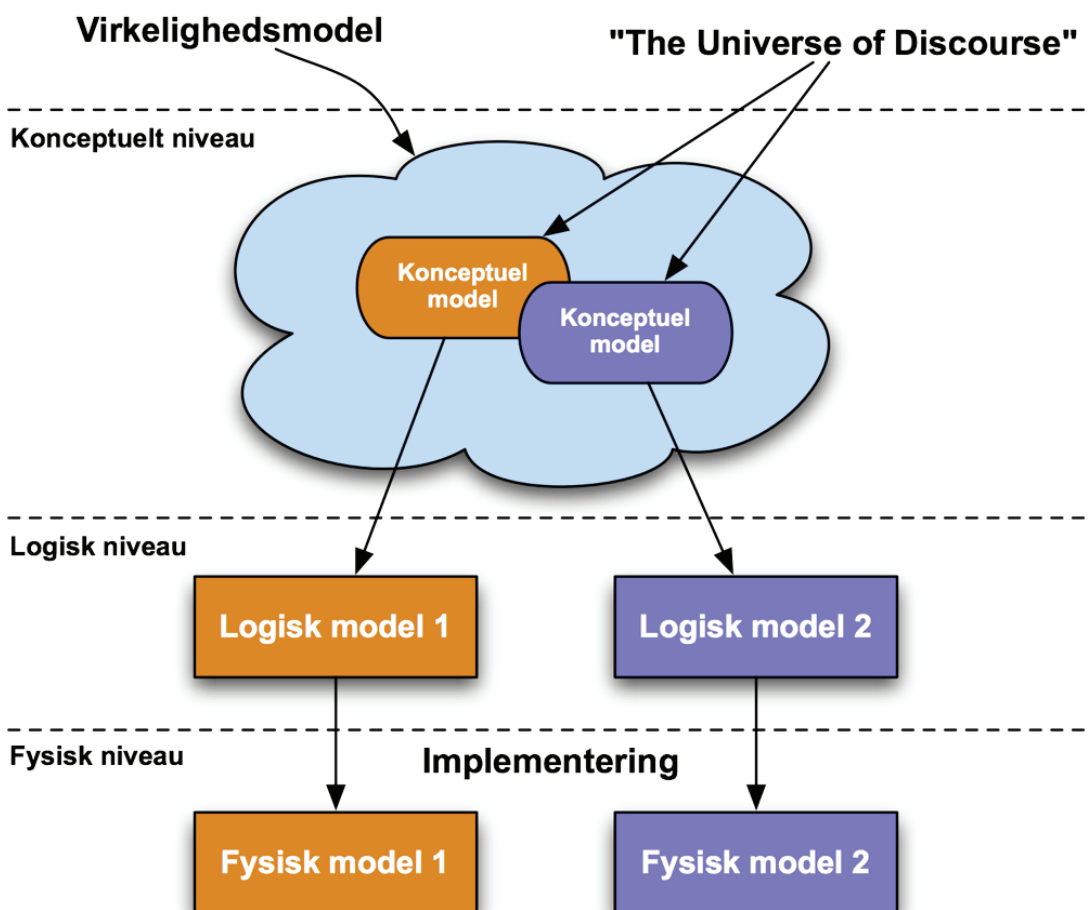 Virkelighedsmodel
"The Universe of Discourse"
Konceptuelt niveau
Konceptuel
model
Konceptuel
model
Logisk niveau
Logisk model 1
Logisk model 2
Fysisk niveau
Implementering
Fysisk model 1
Fysisk model 2